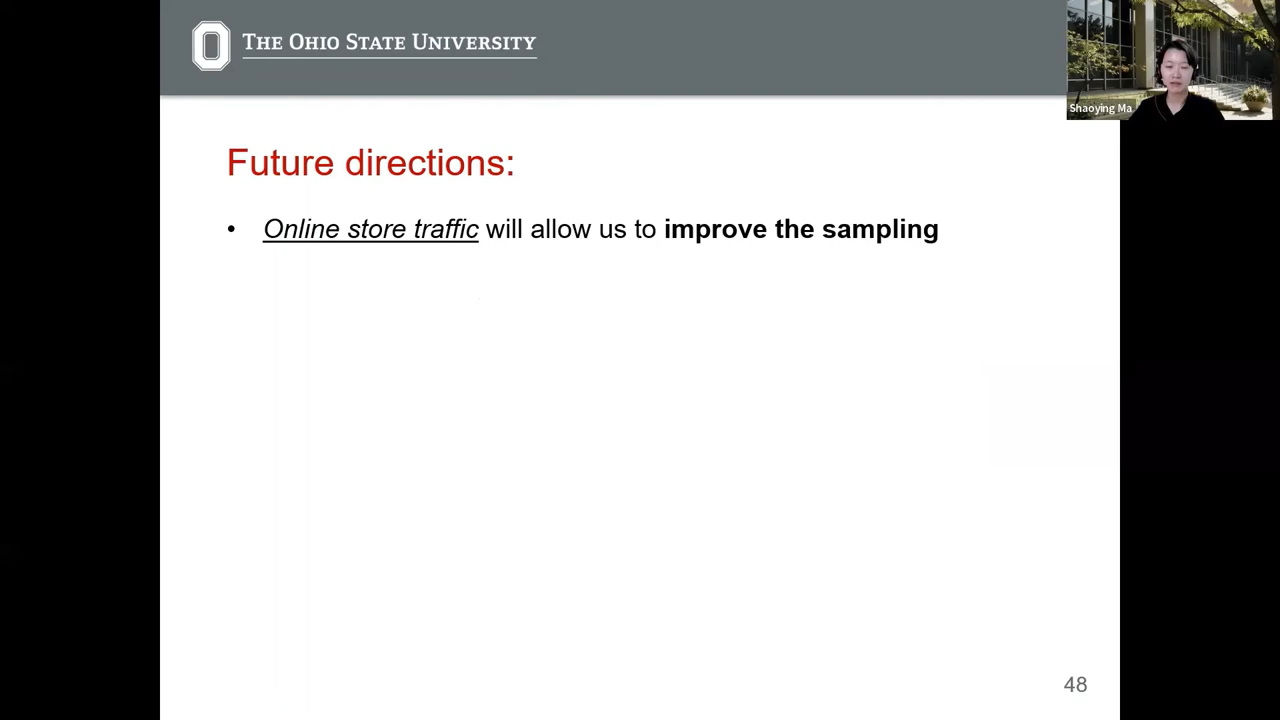 THE OHIO STATE UNIVERSITY
Shaoying Ma
Future directions:
• Online store traffic will allow us to improve the sampling
48